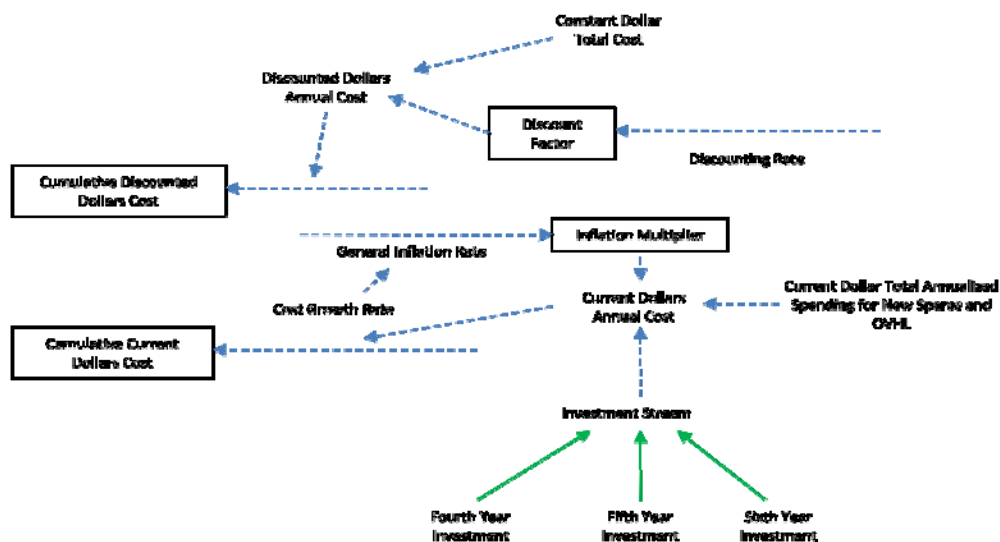 Constant Dollar
Total Cost
Discounted Dollars
Annual Cost
Discount
Factor
Discounting Rate
Cumulative Discounted
Dollars Cost
Inflation Multiplier
General Inflation Rate
Cost Growth Rate
Current Dollars
Annual Cost
Current Dollar Total Annualized
Spending for New Spares and
OVHL
Cumulative Current
Dollars Cost
Investment Stream
Fourth Year
Investment
Fifth Year
Investment
Sixth Year
Investment